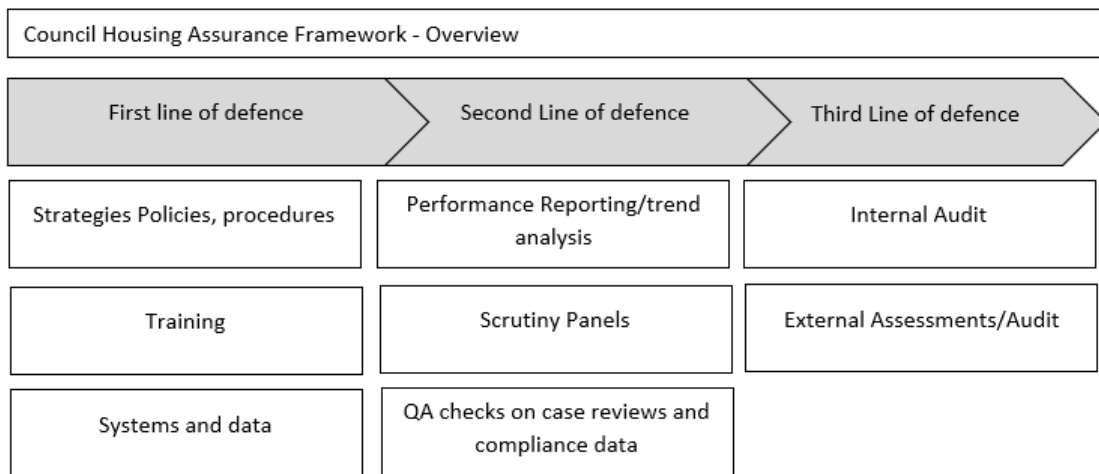 Council Housing Assurance Framework - Overview
First line of defence
Second Line of defence
Third Line of defence
Strategies Policies, procedures
Performance Reporting/trend
analysis
Internal Audit
Training
Scrutiny Panels
External Assessments/Audit
Systems and data
QA checks on case reviews and
compliance data